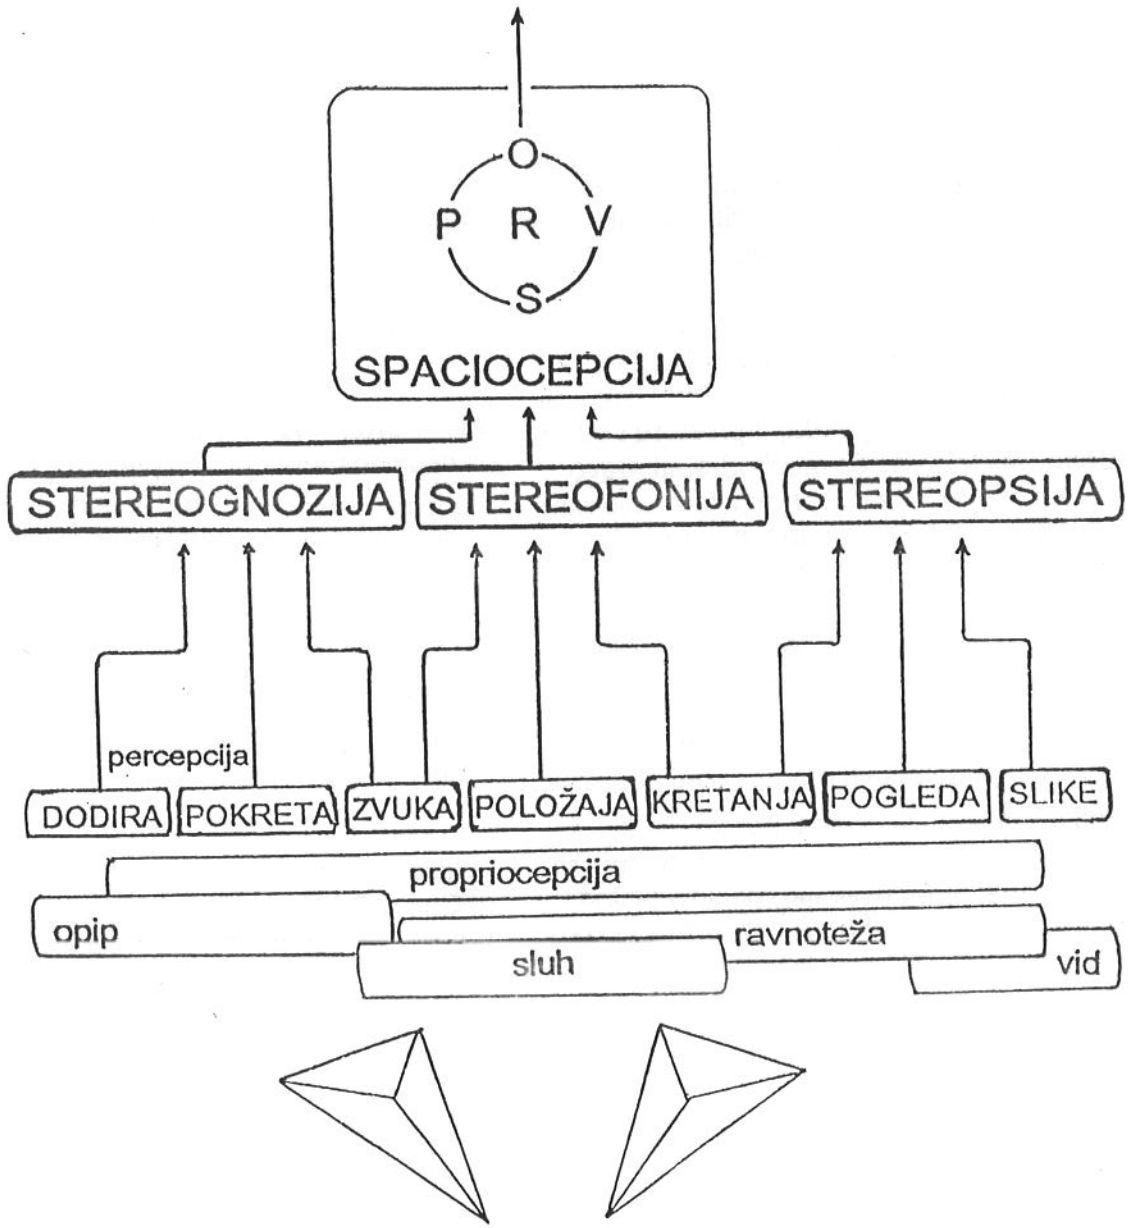 O
P R V
S
SPACIOCEPCIJA
STEREOGNOZIJA STEREOFONIJA STEREOPSIJA
percepcija
DODIRA POKRETA ZVUKA POLOŽAJA KRETANJA POGLEDA SLIKE
propriocepcija
opip ravnoteža
sluh vid